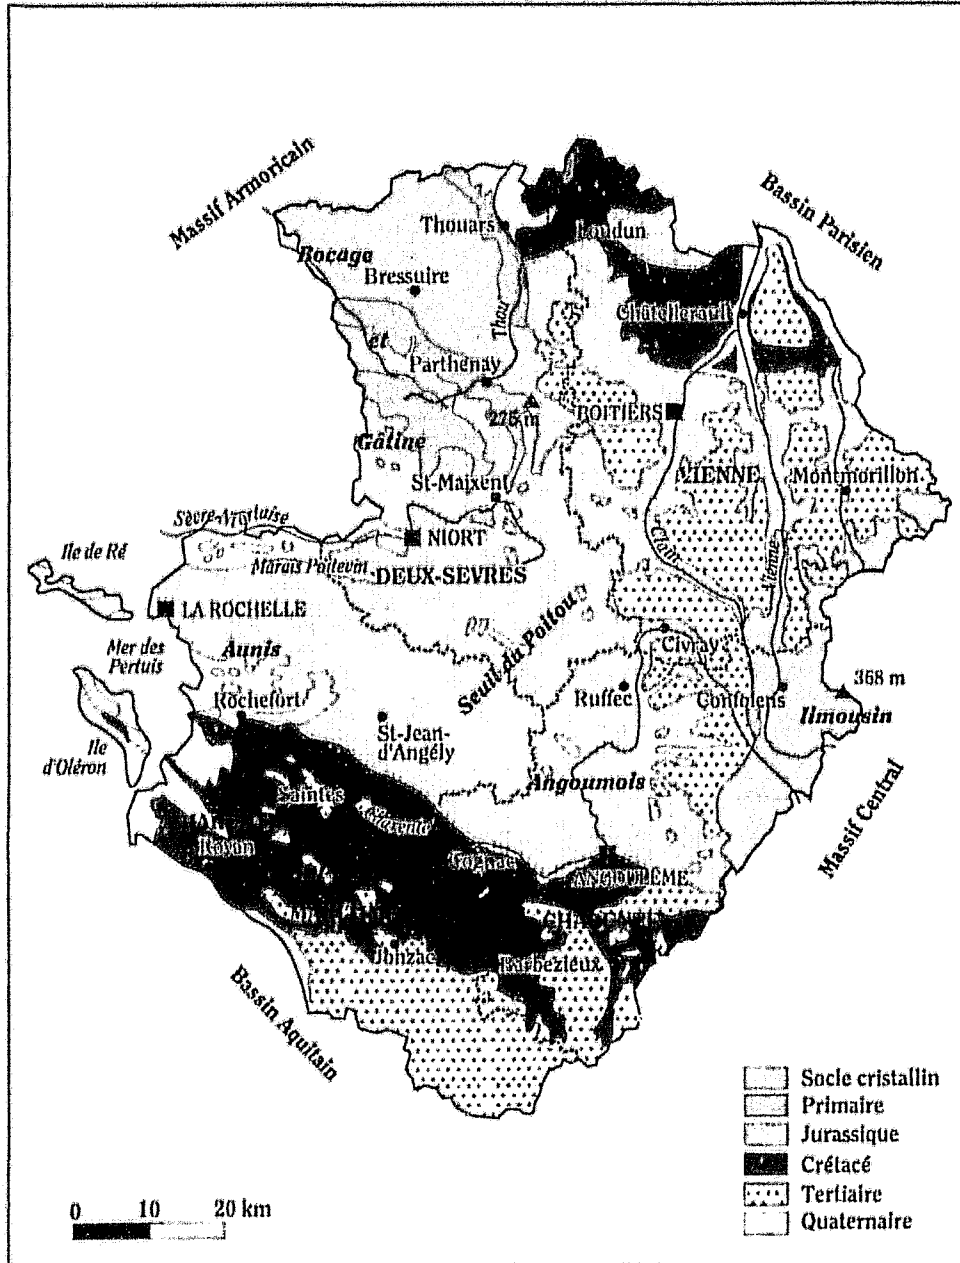 Massif Armoricain
Bassin Parisien
Thouars
Loudun
Bocage
Bressuire
Châtellerault
Thou
et
Parthenay
226 m
POITIERS
Gâtine
VIENNE
Montmorillon
St-Maixent
Sèvre-Niortaise
NIORT
Ile de Ré
Marais Poitevin
Clain
Vienne
DEUX-SÈVRES
LA ROCHELLE
Seuil du Poitou
Mer des
Pertuis
Aunis
Civray
368 m
Rochefort
Ruffec
Confolens
Limousin
St-Jean-
d'Angély
Ile
d'Oléron
Angoumois
Saintes
Charente
Massif Central
Royan
Cognac
ANGOULÊME
Jonzac
Barbezieux
Bassin Aquitain
Socle cristallin
Primaire
Jurassique
Crétacé
Tertiaire
Quaternaire
0 10 20 km